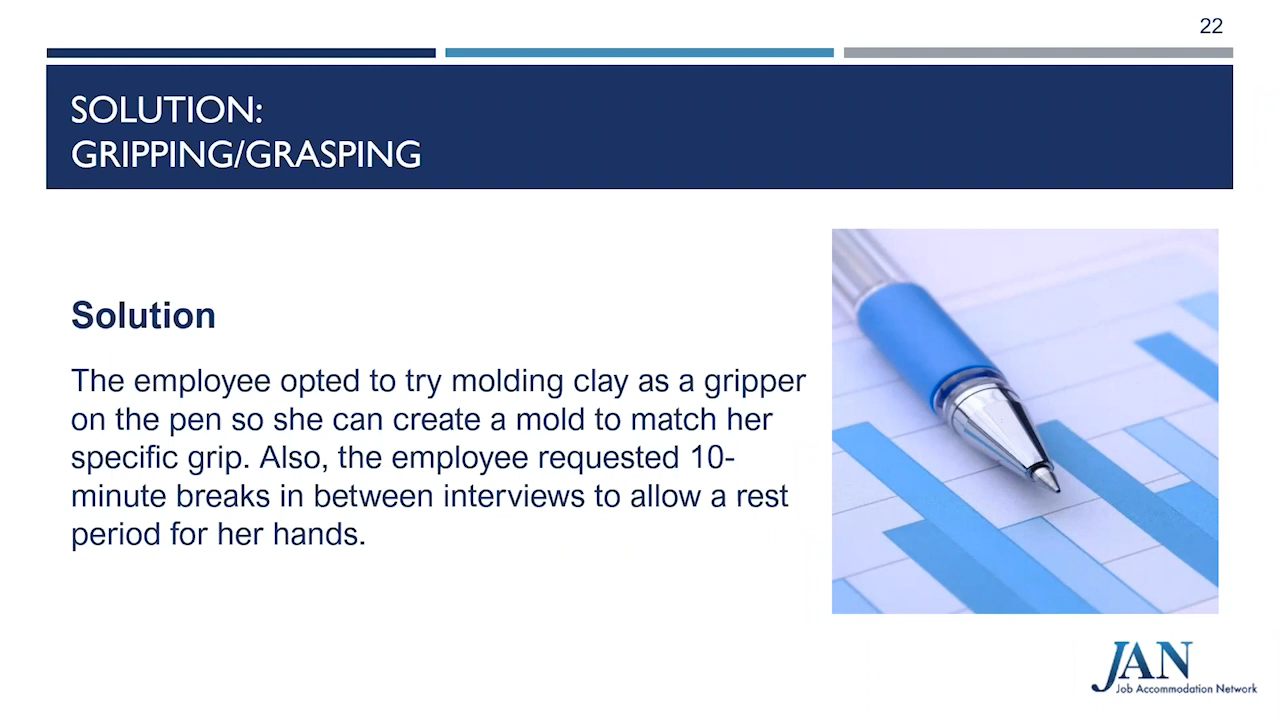 22
SOLUTION:
GRIPPING/GRASPING
Solution
The employee opted to try molding clay as a gripper
on the pen so she can create a mold to match her
specific grip. Also, the employee requested 10-
minute breaks in between interviews to allow a rest
period for her hands.
JAN
Job Accommodation Network